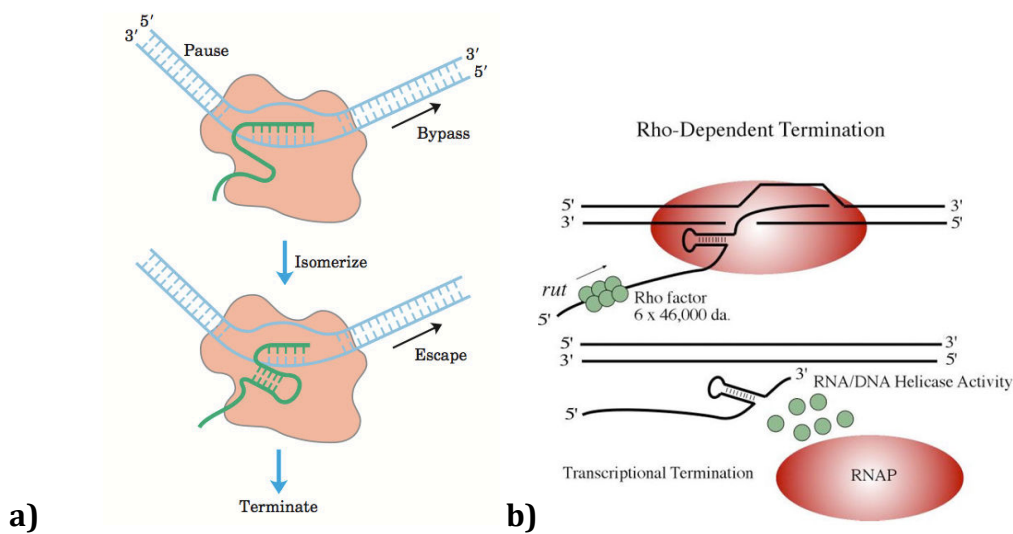 5′
3′
Pause
3′
5′
Bypass
Isomerize
Escape
Terminate
a)
Rho-Dependent Termination
5'
3'
3'
5'
rut
Rho factor
6 x 46,000 da.
5'
5'
3'
3'
5'
3'
RNA/DNA Helicase Activity
5'
Transcriptional Termination
RNAP
b)